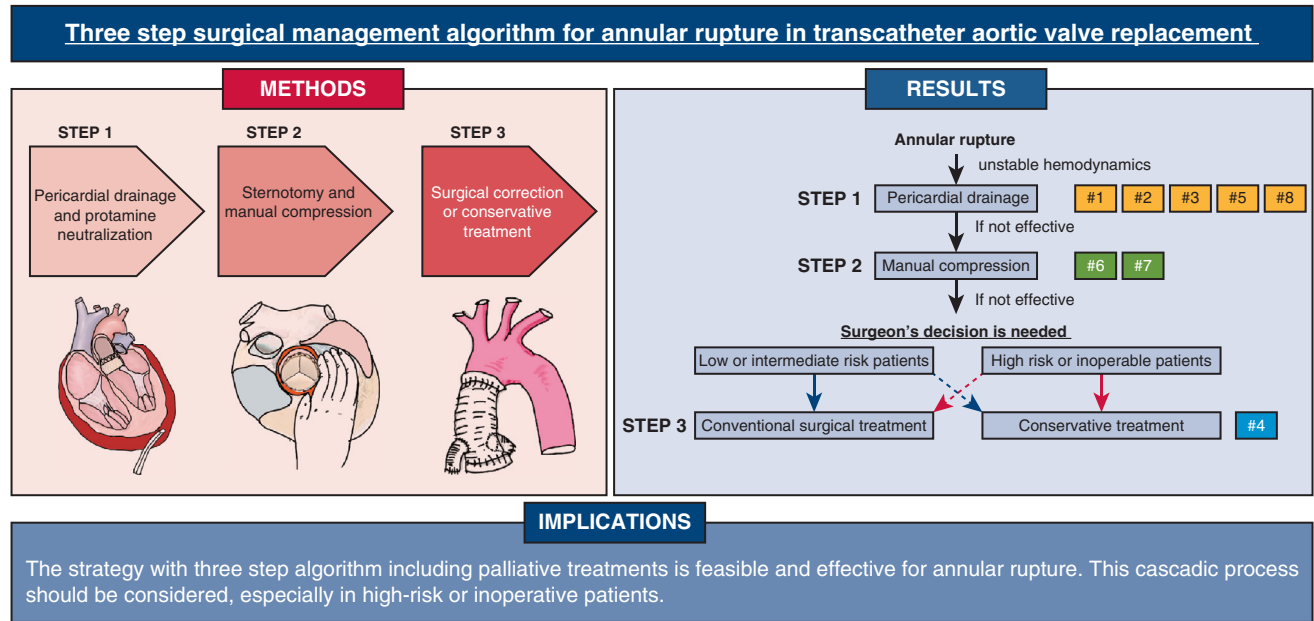 Three step surgical management algorithm for annular rupture in transcatheter aortic valve replacement
METHODS
STEP 1
Pericardial drainage
and protamine
neutralization
STEP 2
Sternotomy and
manual compression
STEP 3
Surgical correction
or conservative
treatment
RESULTS
Annular rupture
unstable hemodynamics
STEP 1 Pericardial drainage #1 #2 #3 #5 #8
If not effective
STEP 2 Manual compression #6 #7
If not effective
Surgeon's decision is needed
Low or intermediate risk patients High risk or inoperable patients
STEP 3 Conventional surgical treatment Conservative treatment #4
IMPLICATIONS
The strategy with three step algorithm including palliative treatments is feasible and effective for annular rupture. This cascadic process
should be considered, especially in high-risk or inoperative patients.